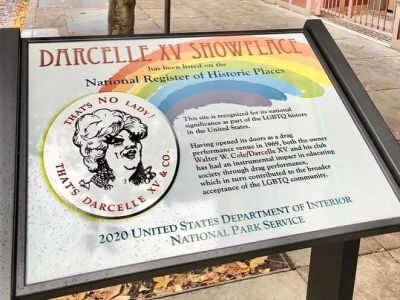 DARCELLE XV SHOWPLACE
has been listed on the
National Register of Historic Places
THAT'S NO LADY/
THAT'S DARCELLE XV & CO.
This site is recognized for its national
significance as part of the LGBTQ history
in the United States.
Having opened its doors as a drag
performance venue in 1969, both the owner
Walter W. Cole/Darcelle XV and his club
has had an instrumental impact in educating
society through drag performance,
which in turn contributed to the broader
acceptance of the LGBTQ community.
2020 UNITED STATES DEPARTMENT OF INTERIOR
NATIONAL PARK SERVICE